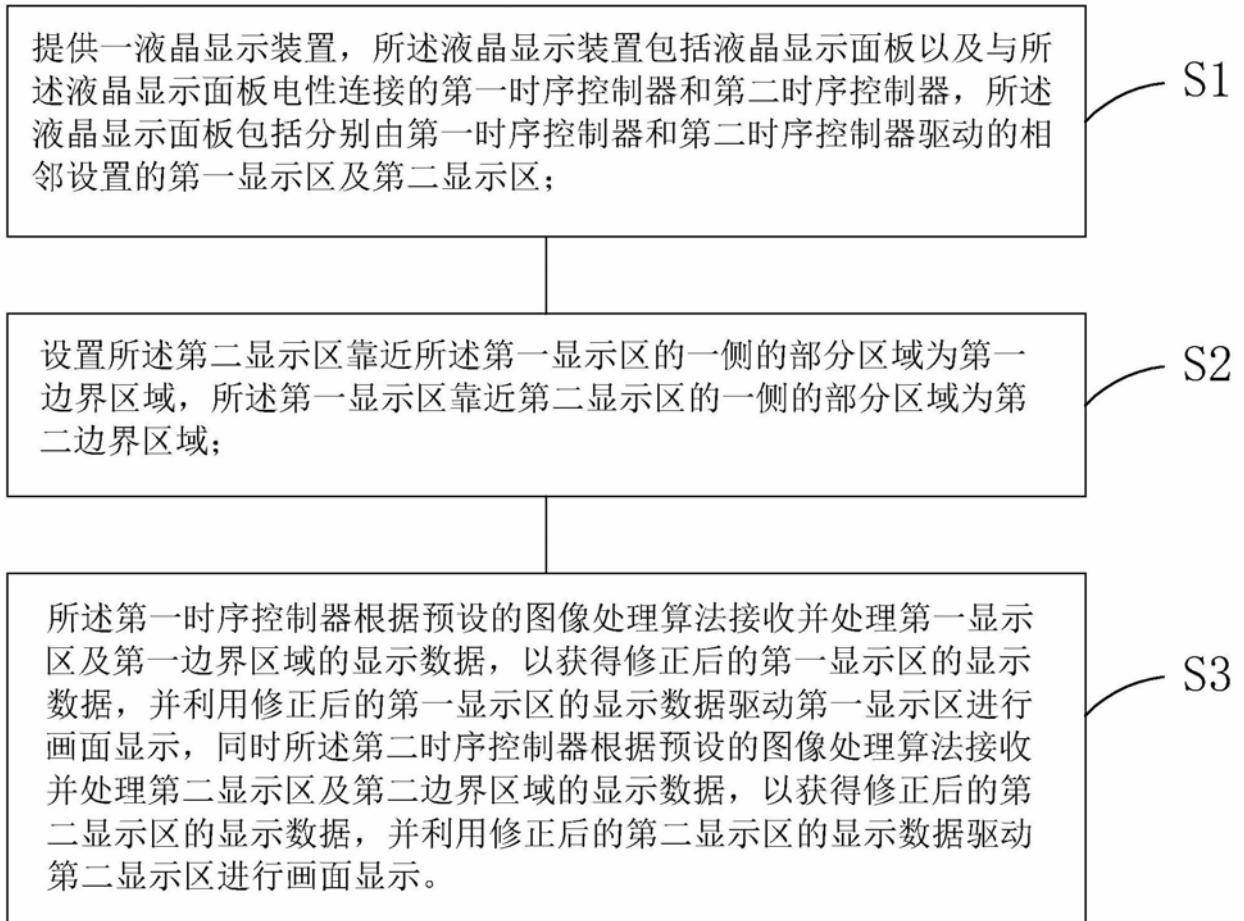 提供一液晶显示装置，所述液晶显示装置包括液晶显示面板以及与所
述液晶显示面板电性连接的第一时序控制器和第二时序控制器，所述
液晶显示面板包括分别由第一时序控制器和第二时序控制器驱动的相
邻设置的第一显示区及第二显示区；
S1
设置所述第二显示区靠近所述第一显示区的一侧的部分区域为第一
边界区域，所述第一显示区靠近第二显示区的一侧的部分区域为第
二边界区域；
S2
所述第一时序控制器根据预设的图像处理算法接收并处理第一显示
区及第一边界区域的显示数据，以获得修正后的第一显示区的显示
数据，并利用修正后的第一显示区的显示数据驱动第一显示区进行
画面显示，同时所述第二时序控制器根据预设的图像处理算法接收
并处理第二显示区及第二边界区域的显示数据，以获得修正后的第
二显示区的显示数据，并利用修正后的第二显示区的显示数据驱动
第二显示区进行画面显示。
S3